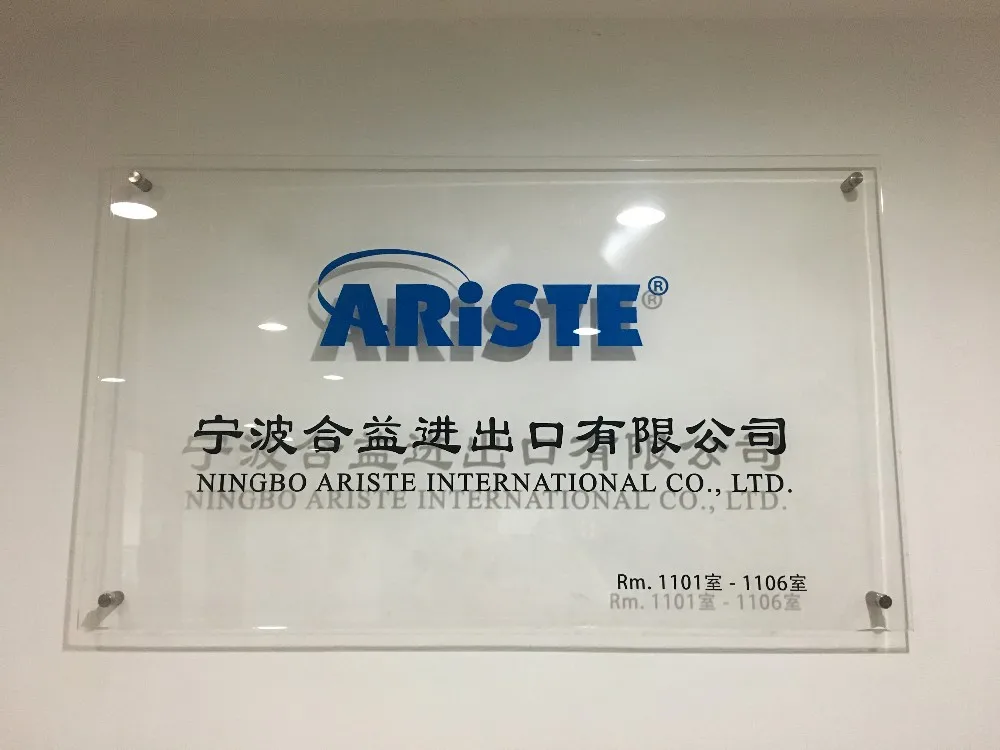 ARiSTE®
宁波合益进出口有限公司
NINGBO ARISTE INTERNATIONAL CO., LTD.
Rm. 1101室 - 1106室